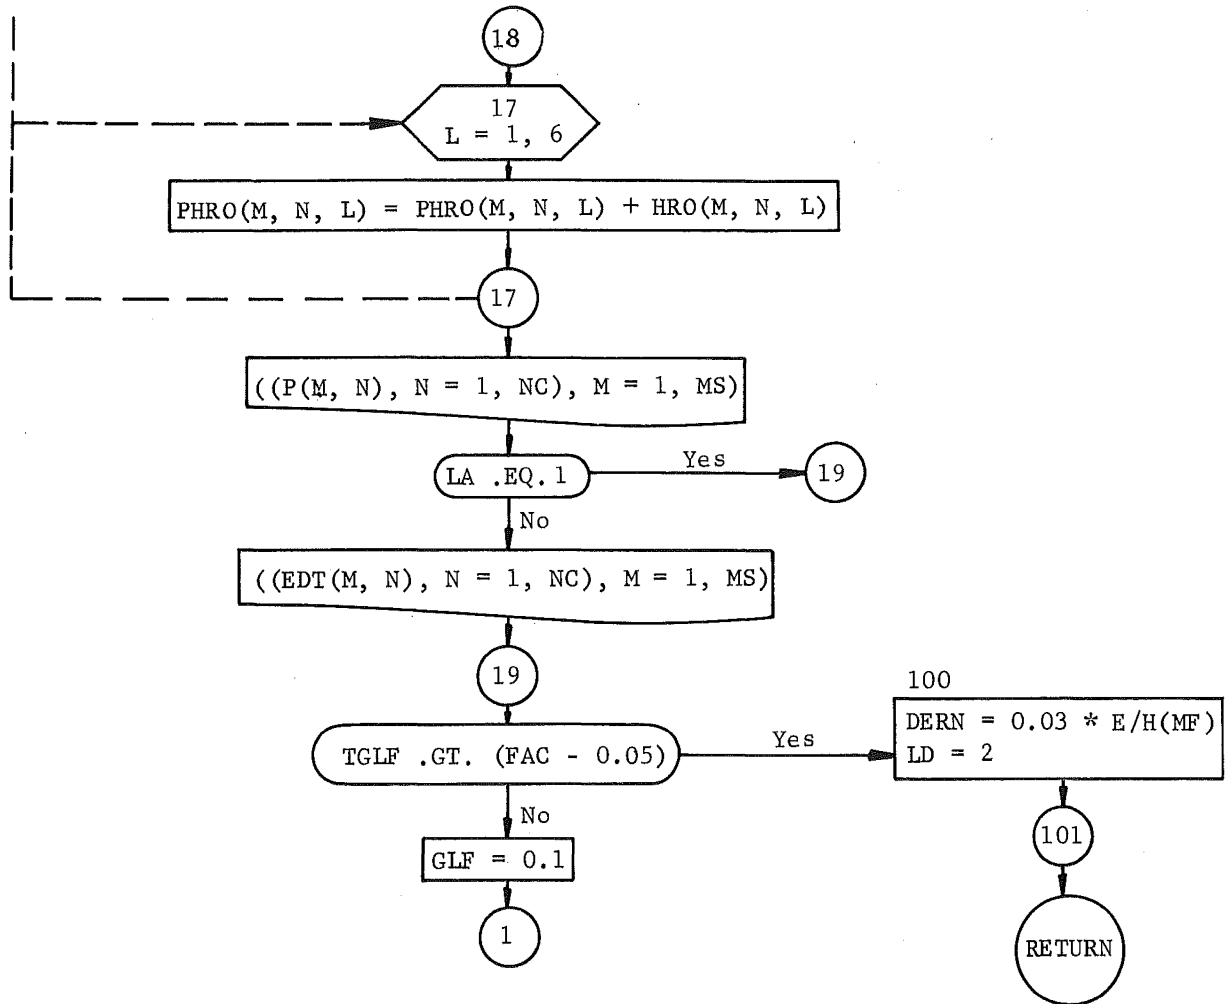 18
17
L = 1, 6
PHRO(M, N, L) = PHRO(M, N, L) + HRO(M, N, L)
17
((P(M, N), N = 1, NC), M = 1, MS)
LA .EQ. 1
Yes
19
No
((EDT(M, N), N = 1, NC), M = 1, MS)
19
TGLF .GT. (FAC - 0.05)
Yes
100
DERN = 0.03 * E/H(MF)
LD = 2
No
101
GLF = 0.1
1
RETURN